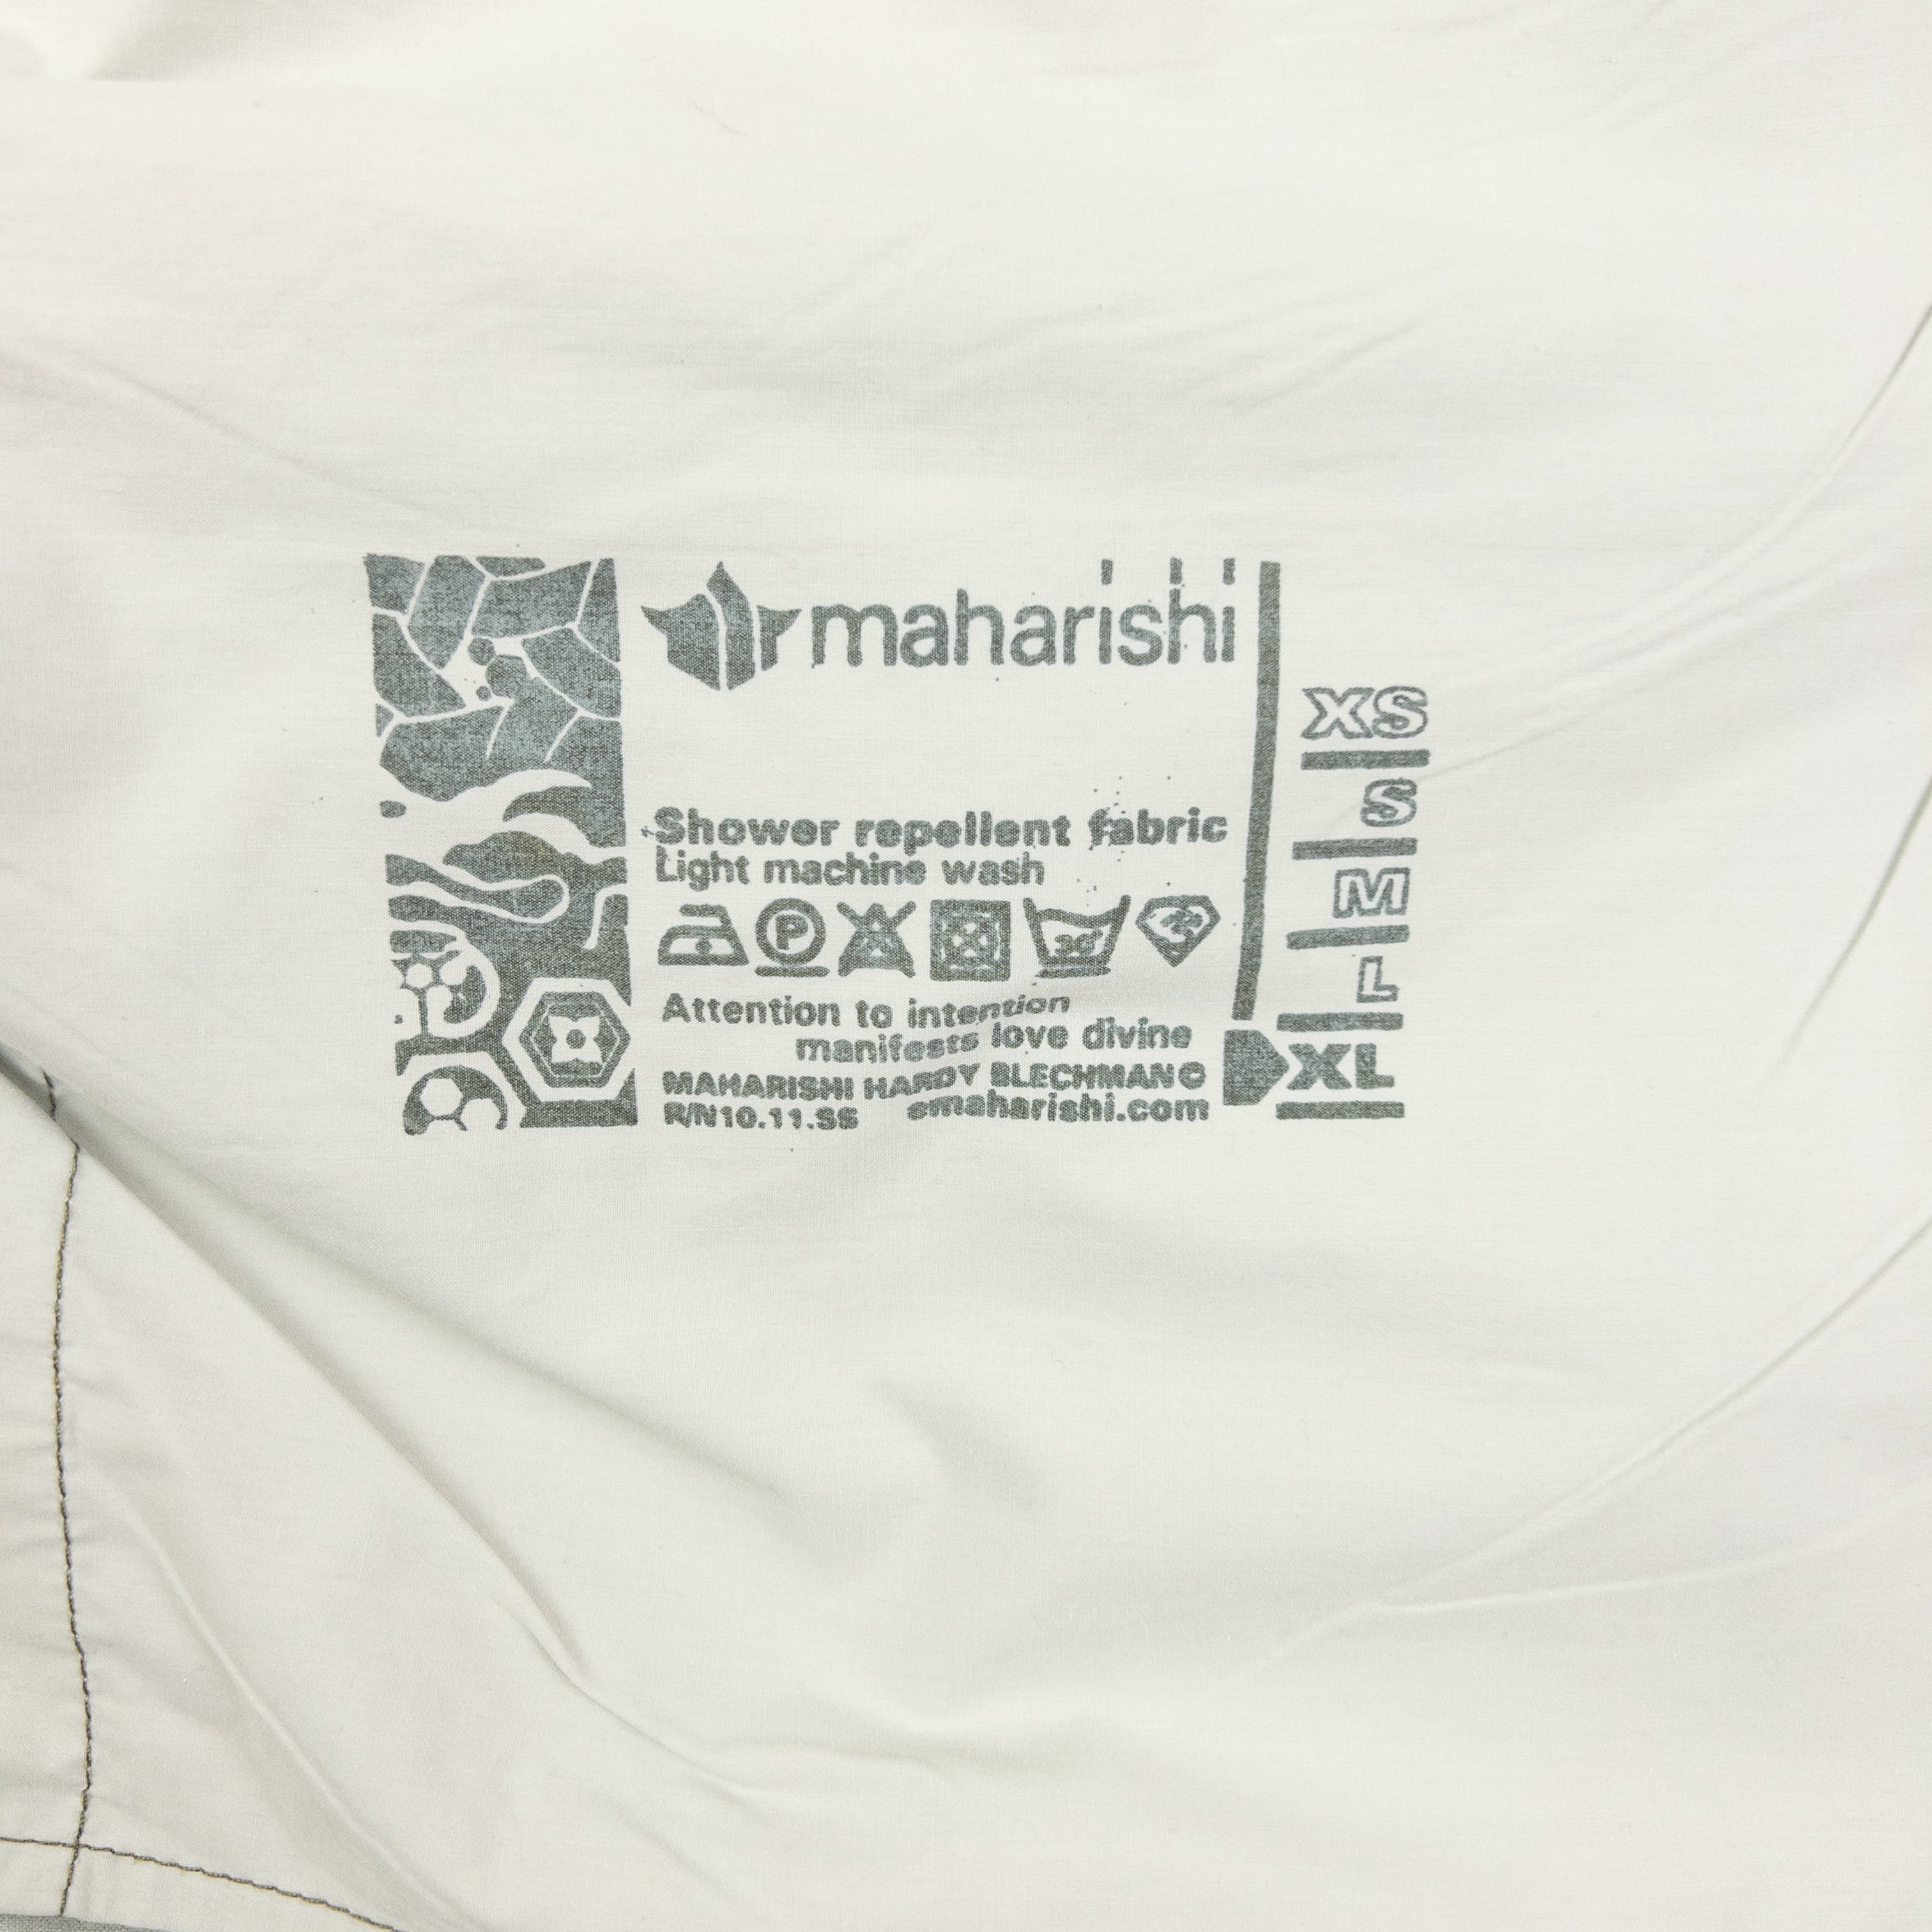 maharishi
Shower repellent fabric
Light machine wash
P
30°
Attention to intention
manifests love divine
MAHARISHI HARDY BLECHMAN©
R/N10.11.SS emaharishi.com
XS
S
M
L
XL